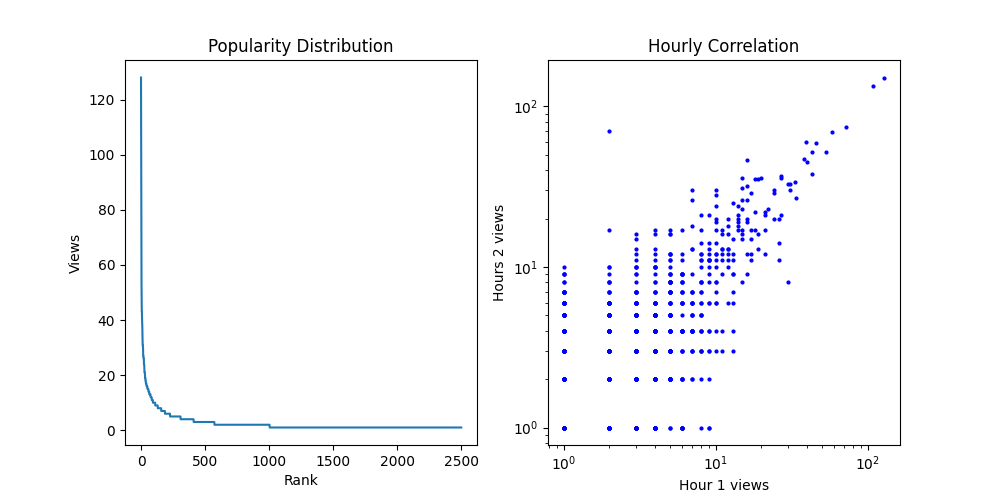 Popularity Distribution
Views
120
100
80
60
40
20
0
0 500 1000 1500 2000 2500
Rank
Hourly Correlation
Hours 2 views
10²
10¹
10⁰
10⁰ 10¹ 10²
Hour 1 views